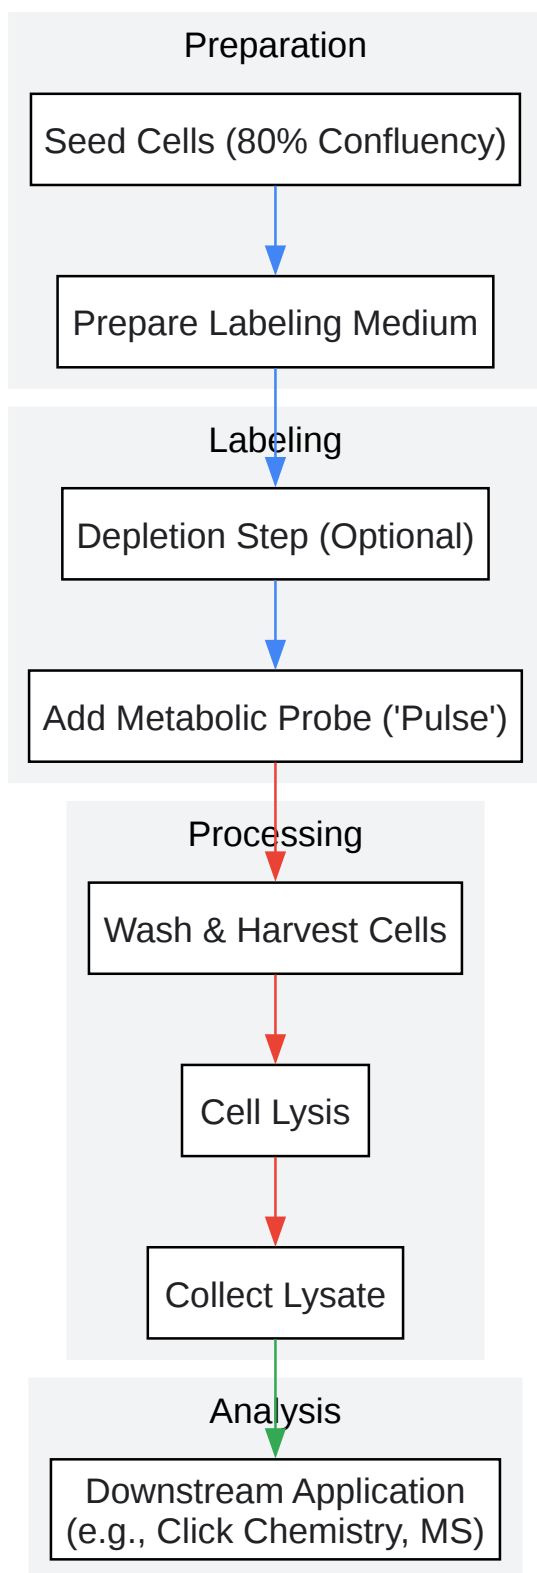 Preparation
Seed Cells (80% Confluency)
Prepare Labeling Medium
Labeling
Depletion Step (Optional)
Add Metabolic Probe ('Pulse')
Processing
Wash & Harvest Cells
Cell Lysis
Collect Lysate
Analysis
Downstream Application
(e.g., Click Chemistry, MS)